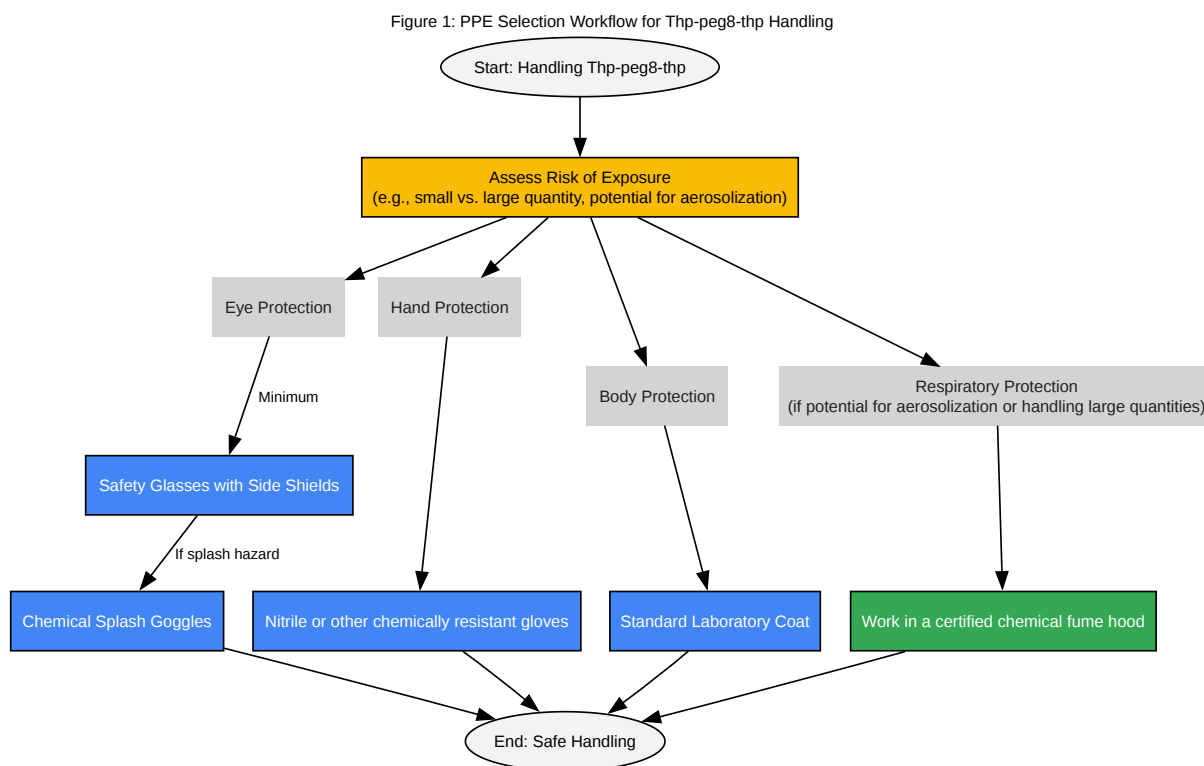 Figure 1: PPE Selection Workflow for Thp-peg8-thp Handling
Start: Handling Thp-peg8-thp
Assess Risk of Exposure
(e.g., small vs. large quantity, potential for aerosolization)
Eye Protection
Hand Protection
Body Protection
Respiratory Protection
(if potential for aerosolization or handling large quantities)
Minimum
Safety Glasses with Side Shields
If splash hazard
Chemical Splash Goggles
Nitrile or other chemically resistant gloves
Standard Laboratory Coat
Work in a certified chemical fume hood
End: Safe Handling